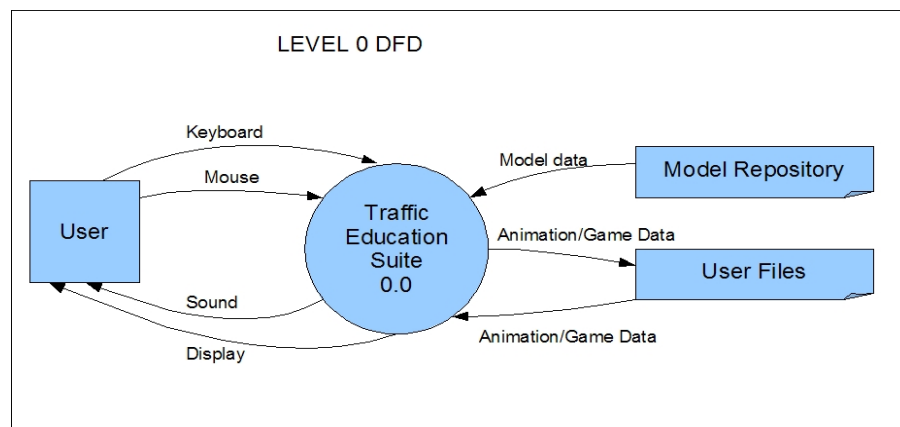 LEVEL 0 DFD
Keyboard
Mouse
User
Sound
Display
Traffic
Education
Suite
0.0
Model data
Model Repository
Animation/Game Data
User Files
Animation/Game Data